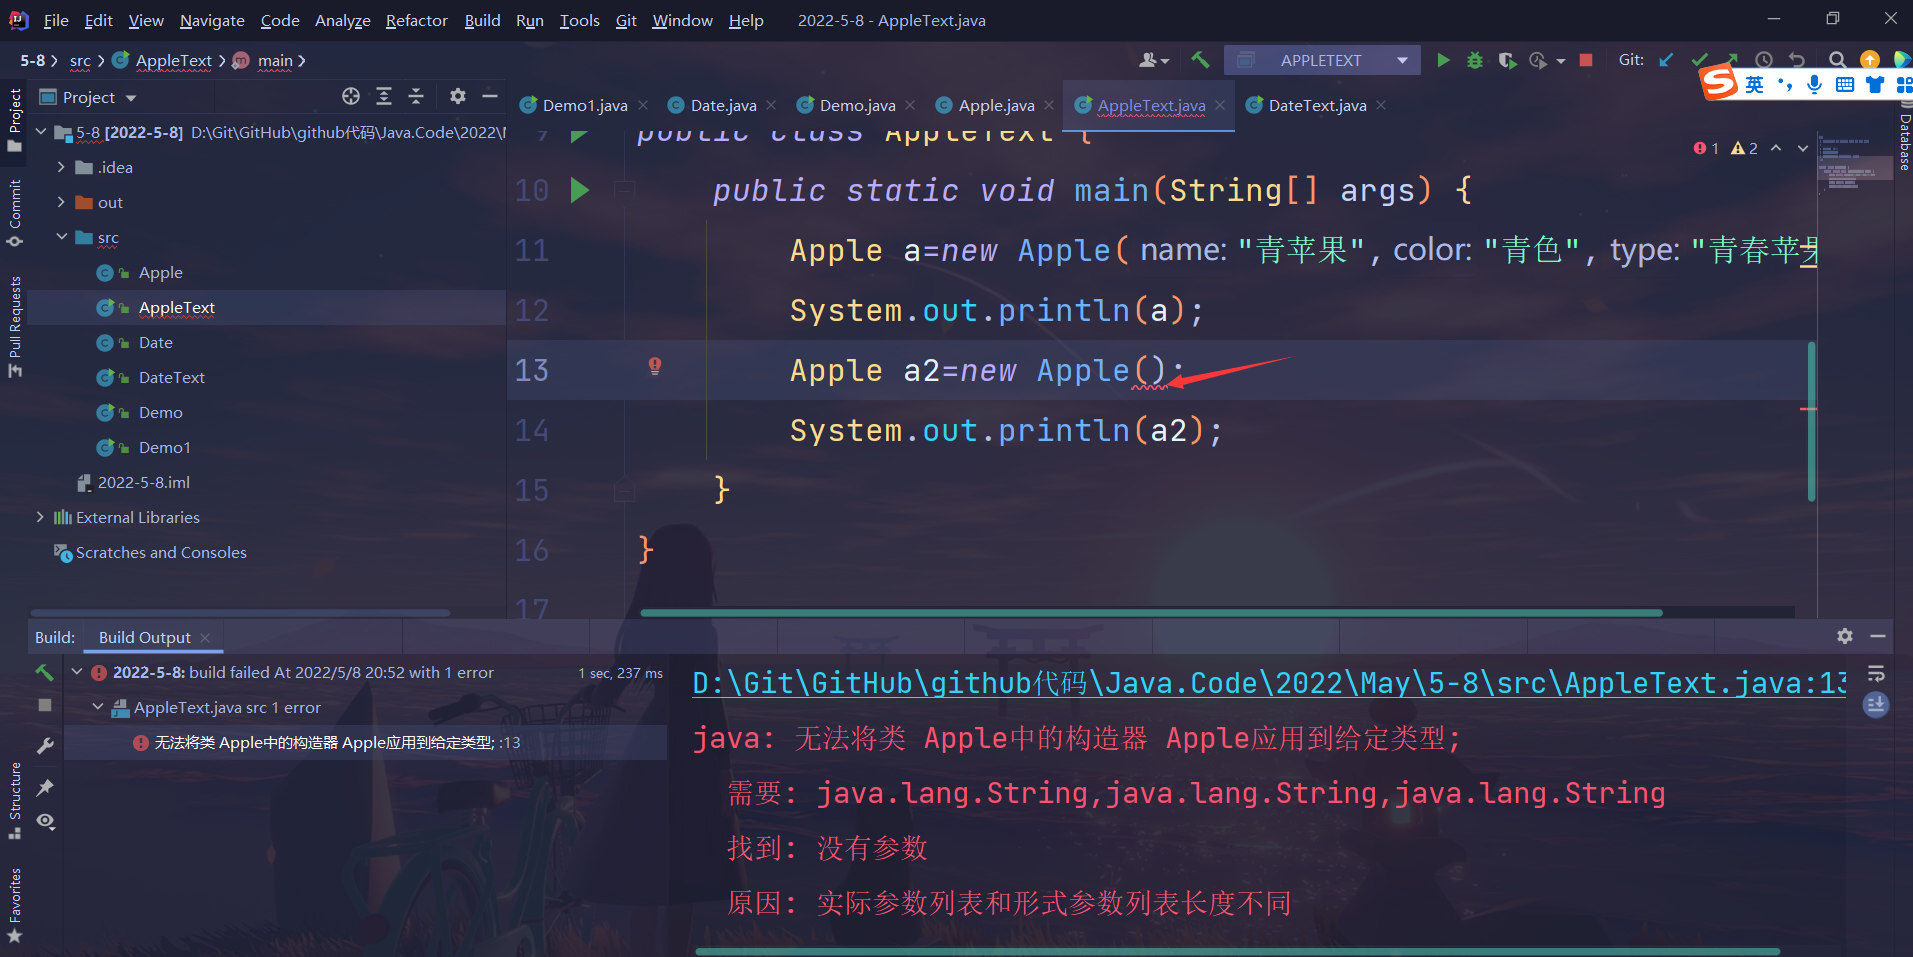 File Edit View Navigate Code Analyze Refactor Build Run Tools Git Window Help 2022-5-8 - AppleText.java
5-8 src AppleText main APPLETEXT Git:
英
Project
Demo1.java Date.java Demo.java Apple.java AppleText.java DateText.java
Project
Commit
Pull Requests
Structure
Favorites
Database
5-8 [2022-5-8] D:\Git\GitHub\github代码\Java.Code\2022\
.idea
out
src
Apple
AppleText
Date
DateText
Demo
Demo1
2022-5-8.iml
External Libraries
Scratches and Consoles
1 2
9 public class AppleText {
10 public static void main(String[] args) {
11 Apple a=new Apple( name: "青苹果", color: "青色", type: "青春苹果
12 System.out.println(a);
13 Apple a2=new Apple();
14 System.out.println(a2);
15 }
16 }
17
Build: Build Output
2022-5-8: build failed At 2022/5/8 20:52 with 1 error 1 sec, 237 ms
AppleText.java src 1 error
无法将类 Apple中的构造器 Apple应用到给定类型; :13
D:\Git\GitHub\github代码\Java.Code\2022\May\5-8\src\AppleText.java:13
java: 无法将类 Apple中的构造器 Apple应用到给定类型;
需要: java.lang.String,java.lang.String,java.lang.String
找到: 没有参数
原因: 实际参数列表和形式参数列表长度不同